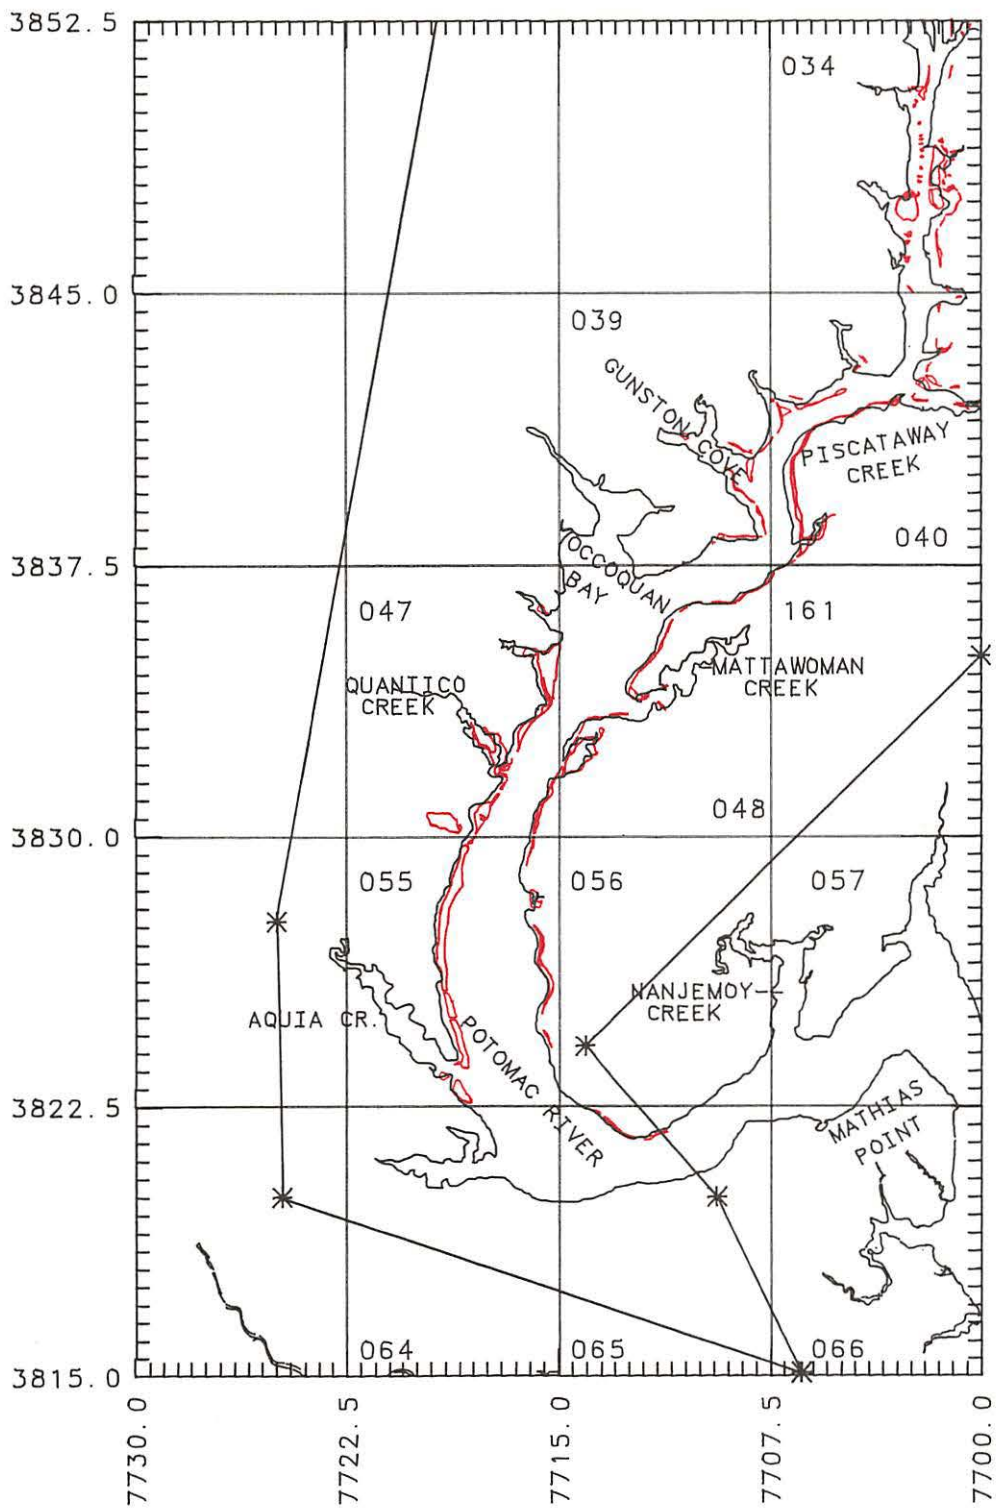 3852.5
034
3845.0
039
GUNSTON COVE
PISCATAWAY
CREEK
040
3837.5
OCCOQUAN
BAY
047
161
MATTAWOMAN
CREEK
QUANTICO
CREEK
048
3830.0
055
056
057
NANJEMOY
CREEK
AQUIA CR.
POTOMAC RIVER
3822.5
MATHIAS
POINT
064
065
066
3815.0
7730.0
7722.5
7715.0
7707.5
7700.0